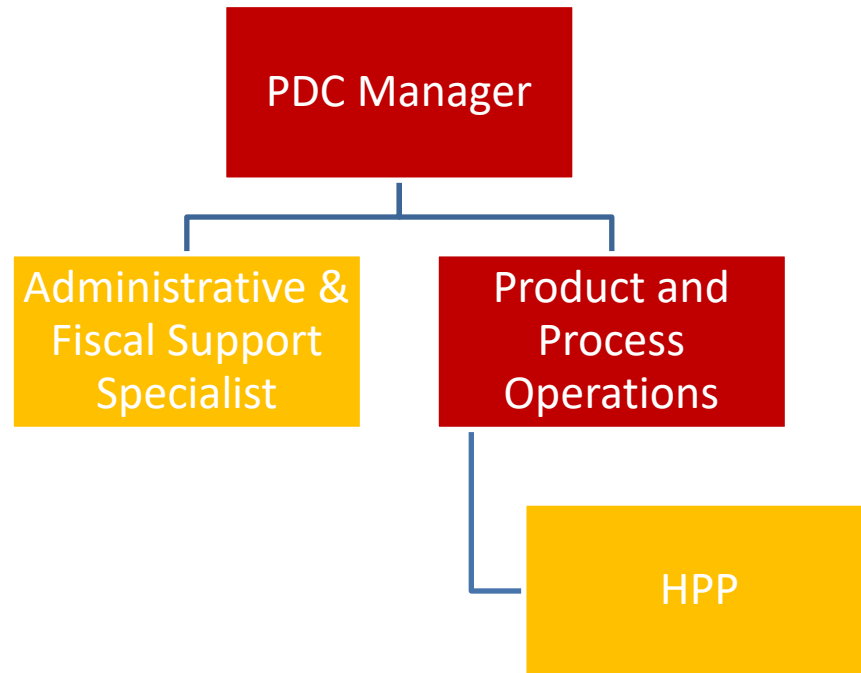 PDC Manager
Administrative &
Fiscal Support
Specialist
Product and
Process
Operations
HPP